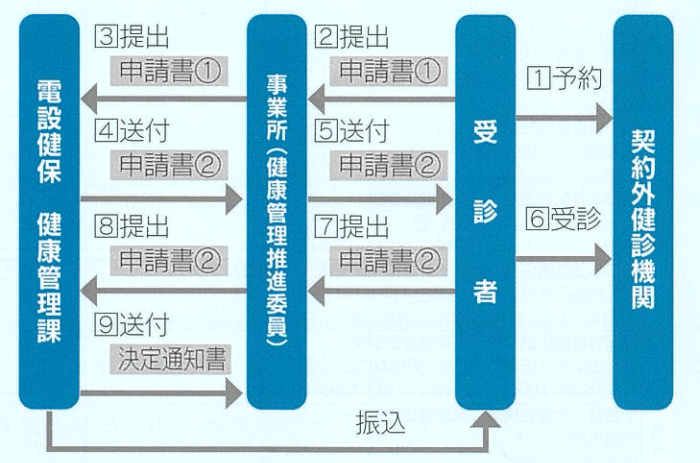 3提出
申請書①
2提出
申請書①
1予約
4送付
申請書②
5送付
申請書②
8提出
申請書②
7提出
申請書②
6受診
9送付
決定通知書
振込
電設健保 健康管理課
事業所(健康管理推進委員)
受診者
契約外健診機関